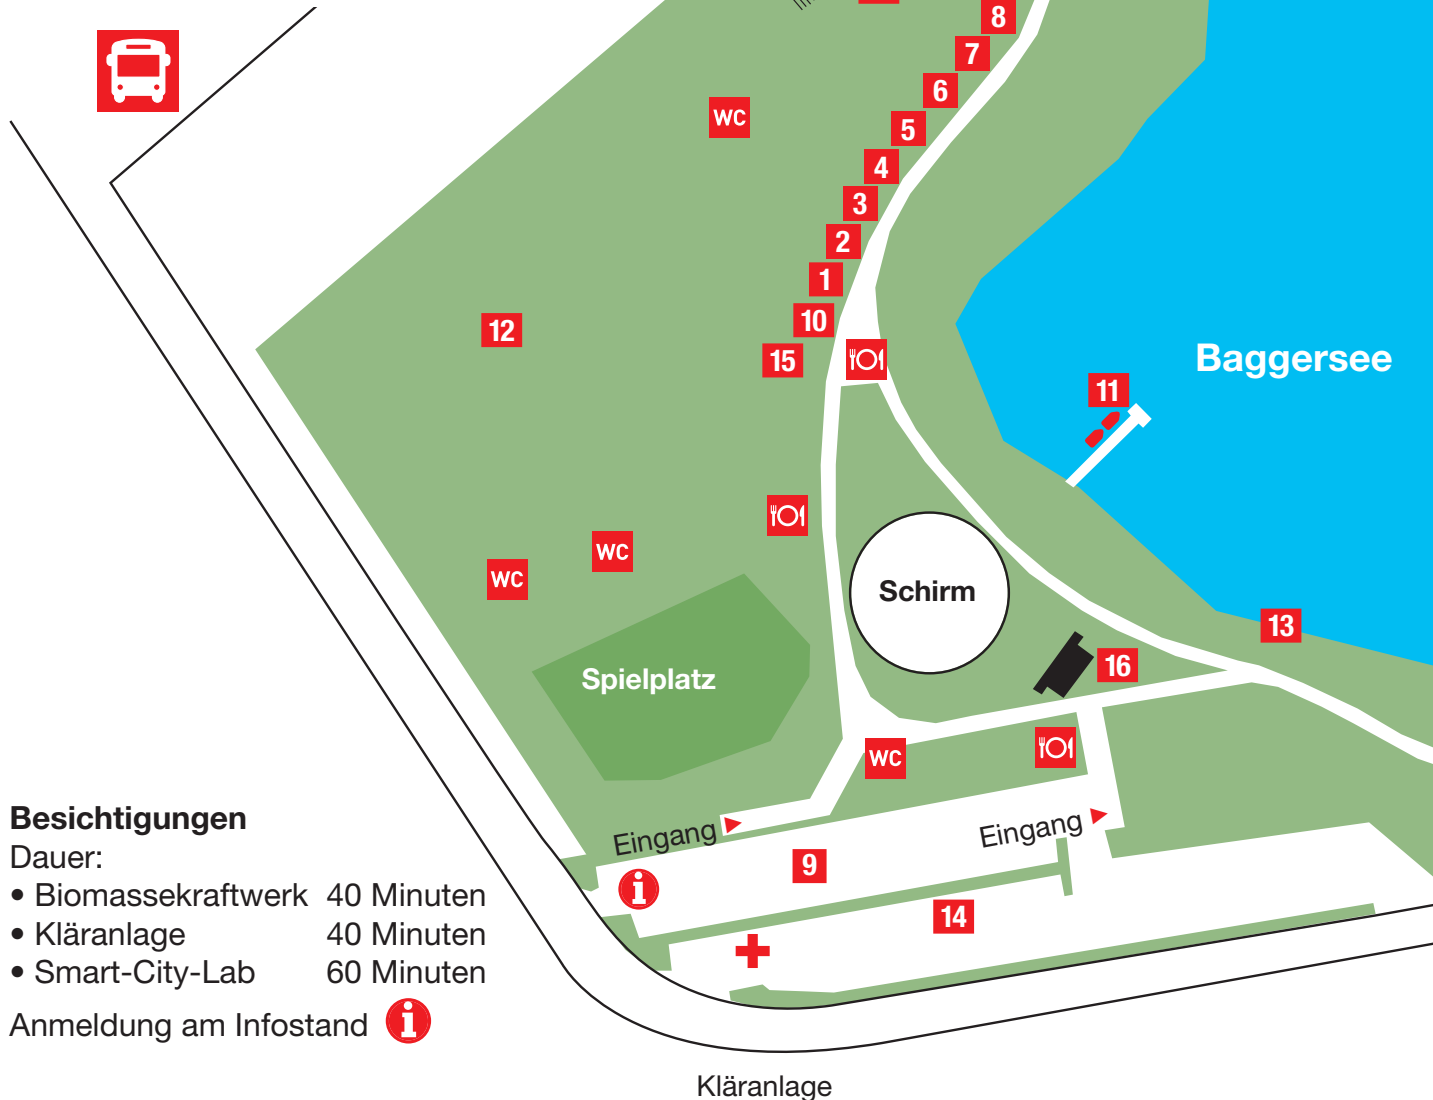 8
7
WC
6
5
4
3
2
1
10
12
15
Baggersee
11
WC
WC
Schirm
13
16
Spielplatz
WC
Eingang
Eingang
9
i
14
Besichtigungen
Dauer:
• Biomassekraftwerk 40 Minuten
• Kläranlage 40 Minuten
• Smart-City-Lab 60 Minuten
Anmeldung am Infostand i
Kläranlage